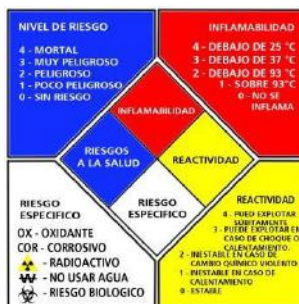 NIVEL DE RIESGO
4 - MORTAL
3 - MUY PELIGROSO
2 - PELIGROSO
1 - POCO PELIGROSO
0 - SIN RIESGO
INFLAMABILIDAD
4 - DEBAJO DE 25 °C
3 - DEBAJO DE 37 °C
2 - DEBAJO DE 93 °C
1 - SOBRE 93°C
0 - NO SE
INFLAMA
INFLAMABILIDAD
RIESGOS
A LA SALUD
REACTIVIDAD
RIESGO
ESPECIFICO
RIESGO
ESPECIFICO
OX - OXIDANTE
COR - CORROSIVO
- RADIOACTIVO
W - NO USAR AGUA
- RIESGO BIOLOGICO
REACTIVIDAD
4 - PUED EXPLOTAR
SUBITAMENTE
3 - PUEDE EXPLOTAR EN
CASO DE CHOQUE O
CALENTAMIENTO.
2 - INESTABLE EN CASO DE
CAMBIO QUIMICO VIOLENTO
1 - INESTABLE EN CASO DE
CALENTAMIENTO
0 - ESTABLE